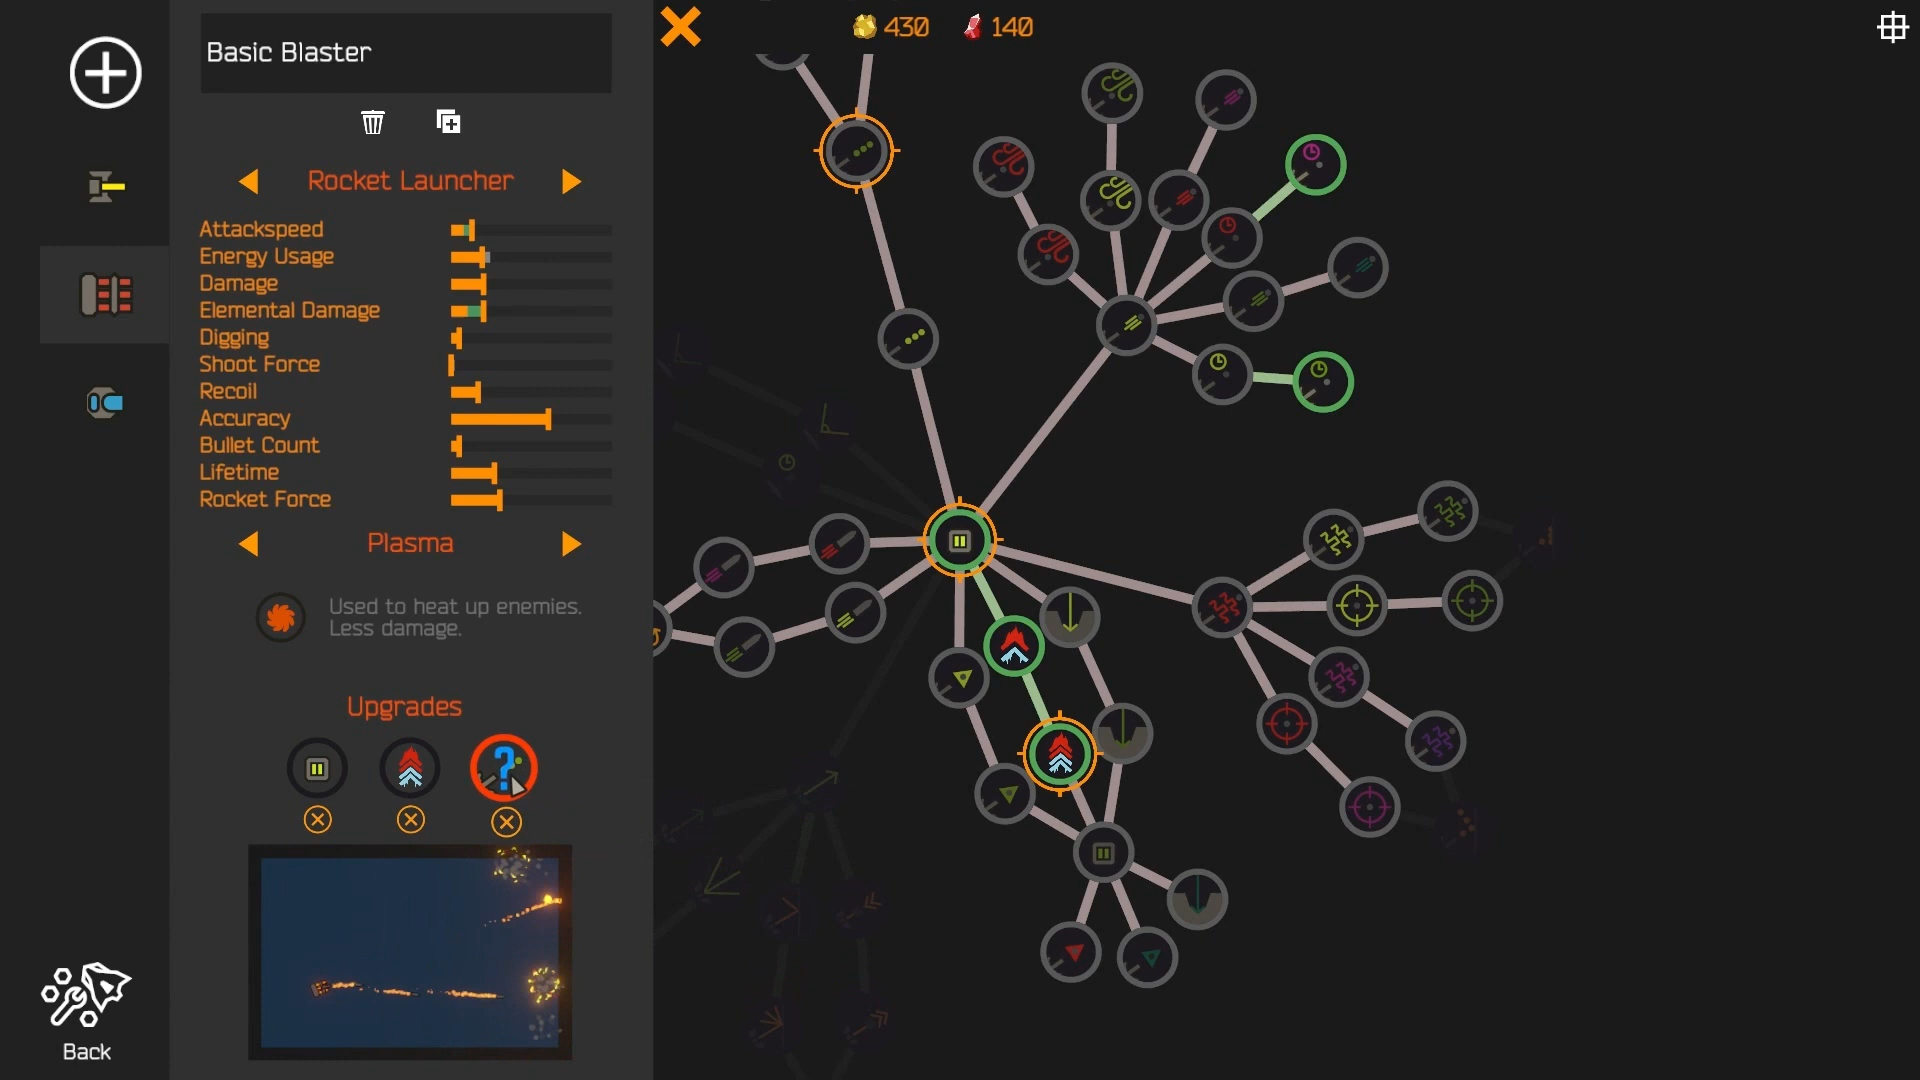 Basic Blaster
430 140
Rocket Launcher
Attackspeed
Energy Usage
Damage
Elemental Damage
Digging
Shoot Force
Recoil
Accuracy
Bullet Count
Lifetime
Rocket Force
Plasma
Used to heat up enemies.
Less damage.
Upgrades
?
Back